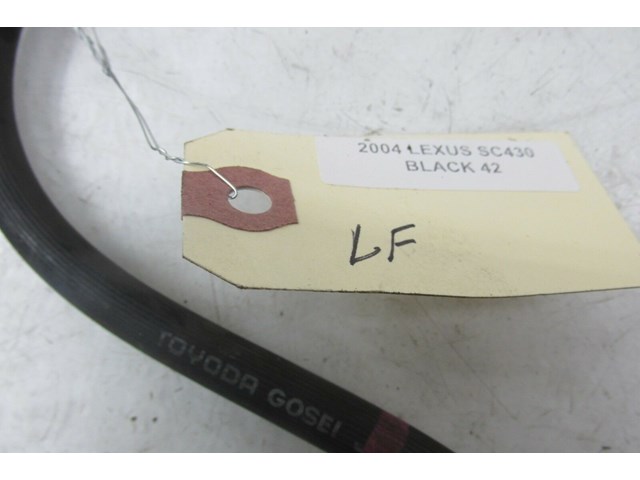 2004 LEXUS SC430
BLACK 42
LF
TOYODA GOSEI